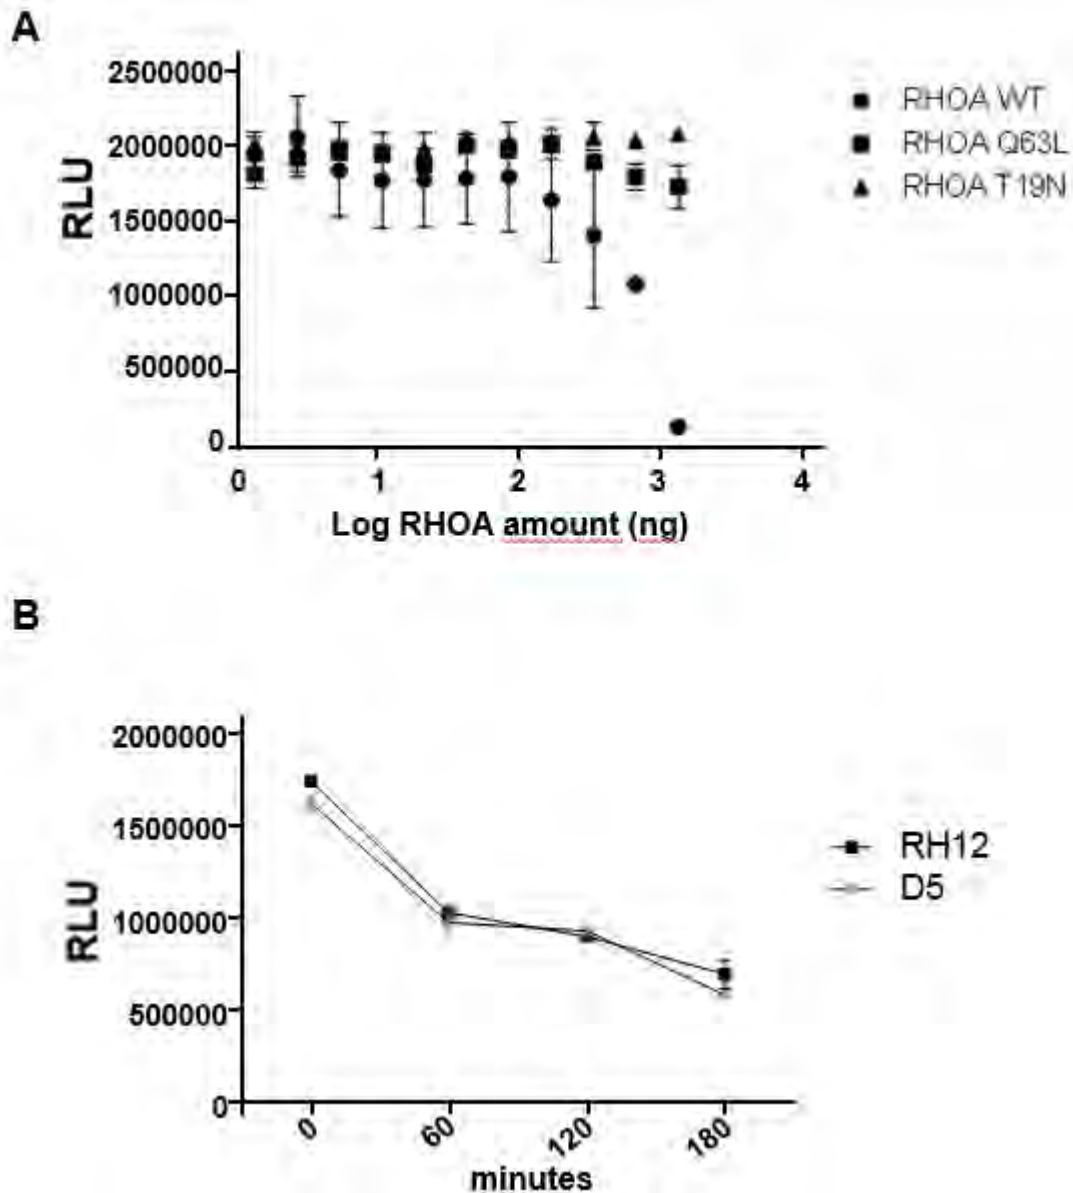 A
2500000
2000000
1500000
1000000
500000
0
RLU
0 1 2 3 4
Log RHOA amount (ng)
RHOA WT
RHOA Q63L
RHOA T19N
B
2000000
1500000
1000000
500000
0
RLU
0 60 120 180
minutes
RH12
D5